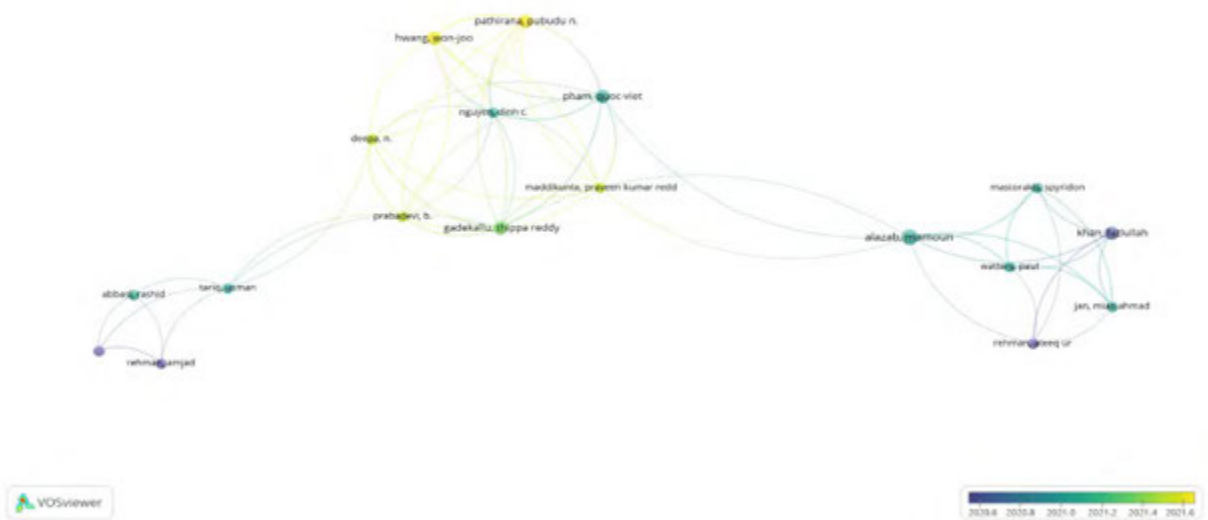 pathirana, pubudu n.
hwang, won-joo
pham, quoc-viet
nguyen, dinh c.
deepa, n.
maddikunta, praveen kumar redd
masiorakis, spyridon
prabadevi, b.
gadekallu, thippa reddy
khan, fazlullah
alazab, mamoun
watters, paul
tariq, usman
abbasi, rashid
jan, mian ahmad
rehman, ateeq ur
rehman, amjad
VOSviewer
2020.6 2020.8 2021.0 2021.2 2021.4 2021.6